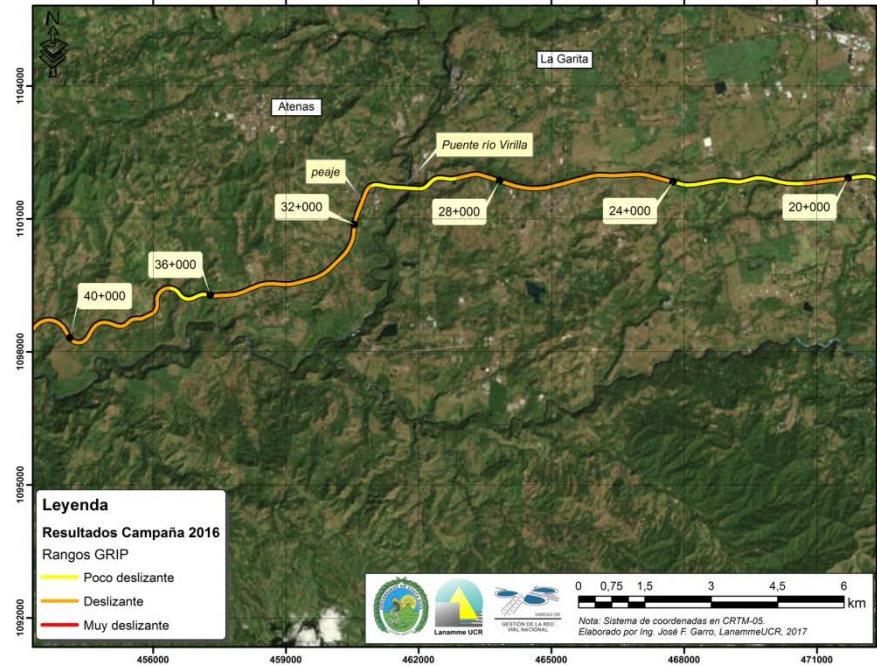 N
La Garita
Atenas
Puente río Virilla
peaje
32+000
28+000
24+000
20+000
36+000
40+000
1104000
1101000
1098000
1095000
1092000
Leyenda
Resultados Campaña 2016
Rangos GRIP
Poco deslizante
Deslizante
Muy deslizante
Lanamme UCR
UNIDAD DE
GESTIÓN DE LA RED
VIAL NACIONAL
0 0,75 1,5 3 4,5 6
km
Nota: Sistema de coordenadas en CRTM-05.
Elaborado por Ing. José F. Garro, LanammeUCR, 2017
456000 459000 462000 465000 468000 471000